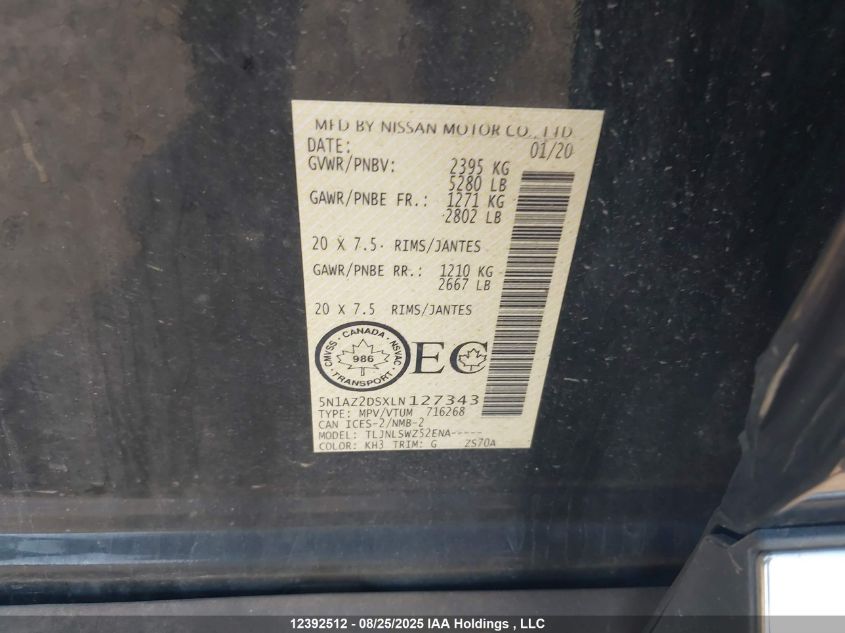 MFD BY NISSAN MOTOR CO., LTD.
DATE: 01/20
GVWR/PNBV: 2395 KG
5280 LB
GAWR/PNBE FR.: 1271 KG
2802 LB
20 X 7.5 RIMS/JANTES
GAWR/PNBE RR.: 1210 KG
2667 LB
20 X 7.5 RIMS/JANTES
CMVSS · CANADA · NSVAC
986
TRANSPORT
EC
5N1AZ2DSXLN127343
TYPE: MPV/VTUM 716268
CAN ICES-2/NMB-2
MODEL: TLJNLSWZ52ENA-----
COLOR: KH3 TRIM: G ZS70A
12392512 - 08/25/2025 IAA Holdings , LLC